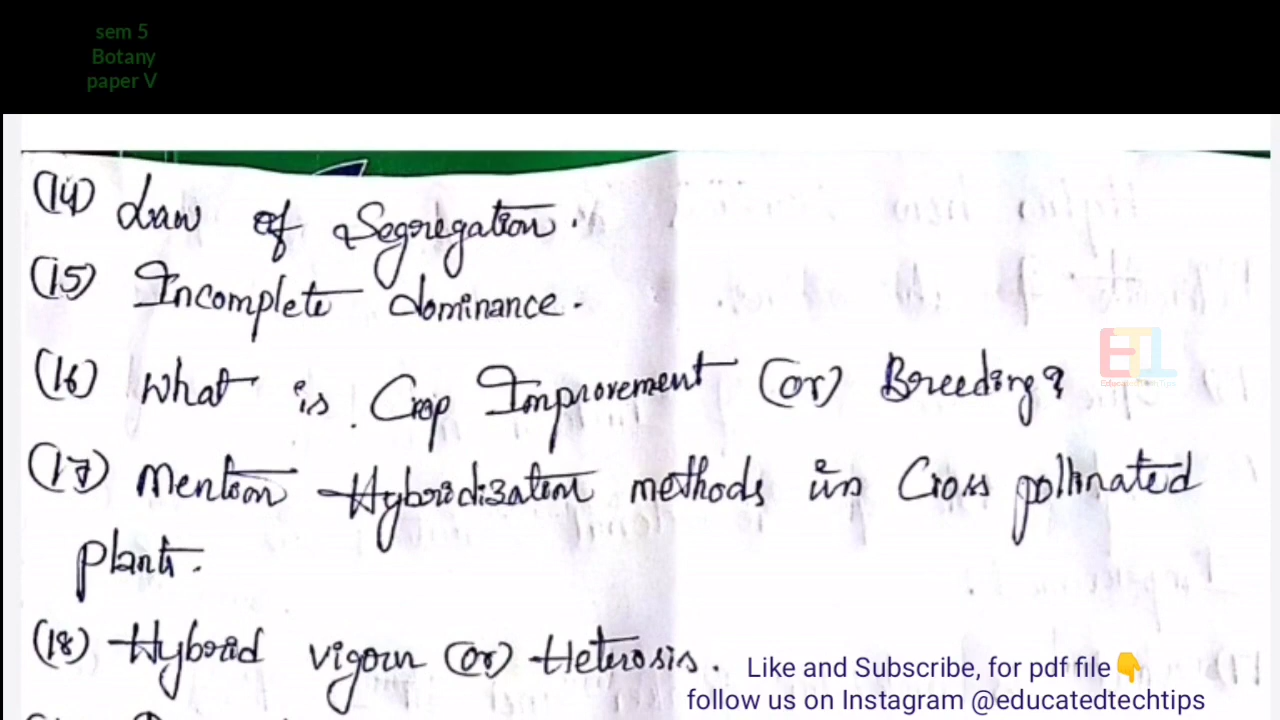 sem 5
Botany
paper V
(14) Law of Segregation.
(15) Incomplete dominance.
(16) What is Crop Improvement (or) Breeding?
(17) Mention Hybridization methods in Cross pollinated
plants.
(18) Hybrid vigour (or) Heterosis.
ETL
EducatedTechTips
Like and Subscribe, for pdf file👇
follow us on Instagram @educatedtechtips